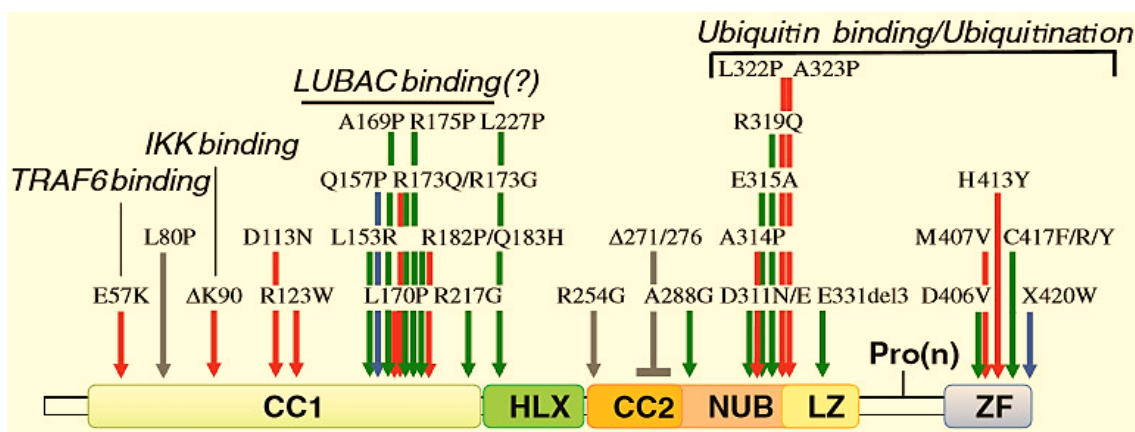 Ubiquitin binding/Ubiquitination
L322P A323P
LUBAC binding(?)
A169P R175P L227P R319Q
IKK binding
TRAF6 binding Q157P R173Q/R173G E315A H413Y
L80P D113N L153R R182P/Q183H Δ271/276 A314P M407V C417F/R/Y
E57K ΔK90 R123W L170P R217G R254G A288G D311N/E E331del3 D406V X420W
Pro(n)
CC1 HLX CC2 NUB LZ ZF